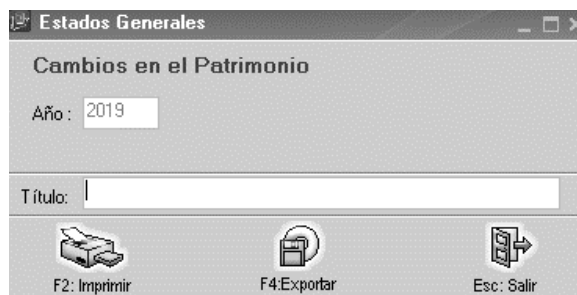 Estados Generales
Cambios en el Patrimonio
Año : 2019
Título:
F2: Imprimir F4:Exportar Esc: Salir